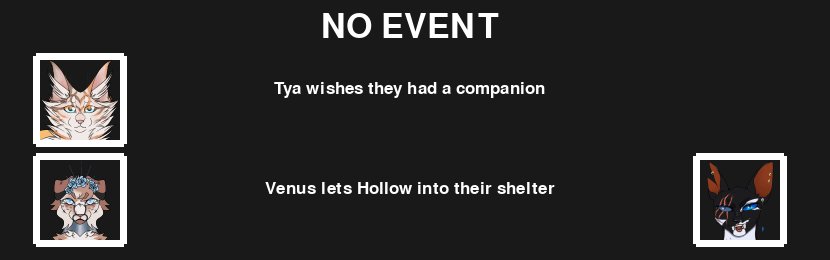 NO EVENT
Tya wishes they had a companion
Venus lets Hollow into their shelter